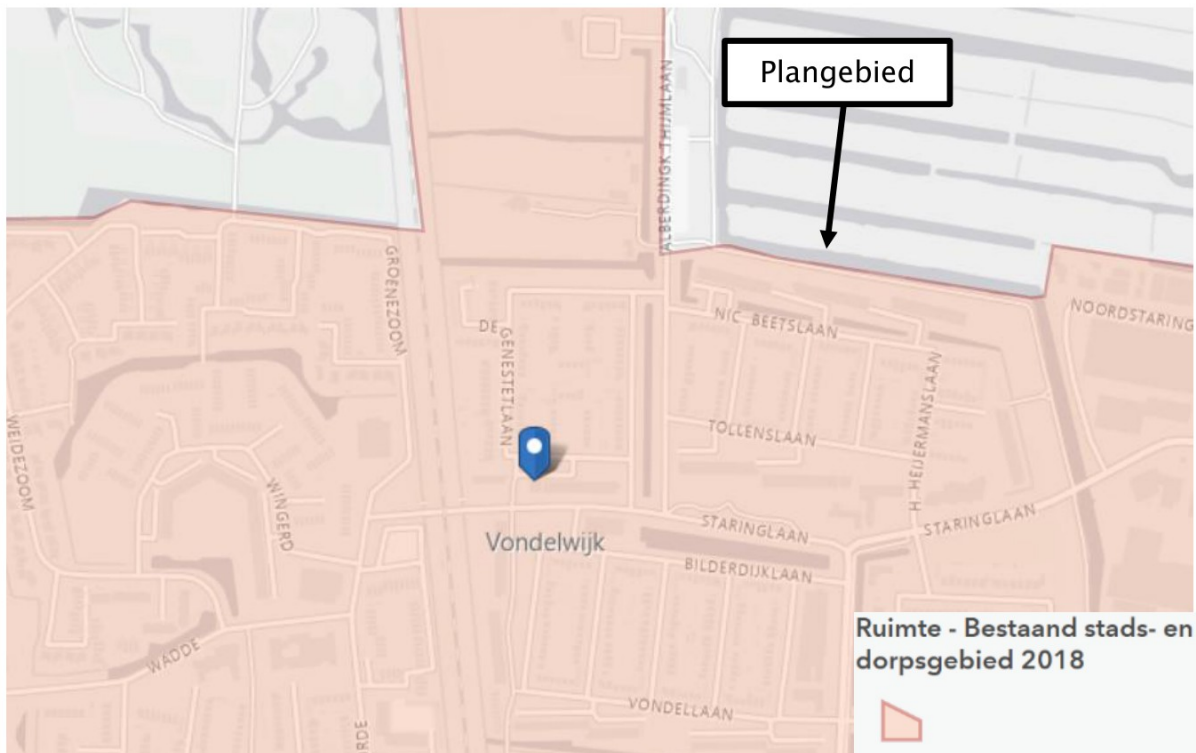 Plangebied
ALBERDINGK THIJMLAAN
GROENEZOOM
NOORDSTARING
NIC BEETSLAAN
DE
GENESTETLAAN
H HEIJERMANSLAAN
TOLLENSLAAN
WEIDEZOOM
WINGERD
STARINGLAAN
STARINGLAAN
Vondelwijk
BILDERDIJKLAAN
WADDE
VONDELLAAN
RDE
Ruimte - Bestaand stads- en
dorpsgebied 2018